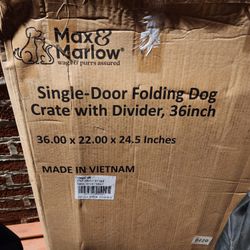 Max&
Marlow®
wags & purrs assured
Single-Door Folding Dog
Crate with Divider, 36inch
36.00 x 22.00 x 24.5 Inches
MADE IN VIETNAM